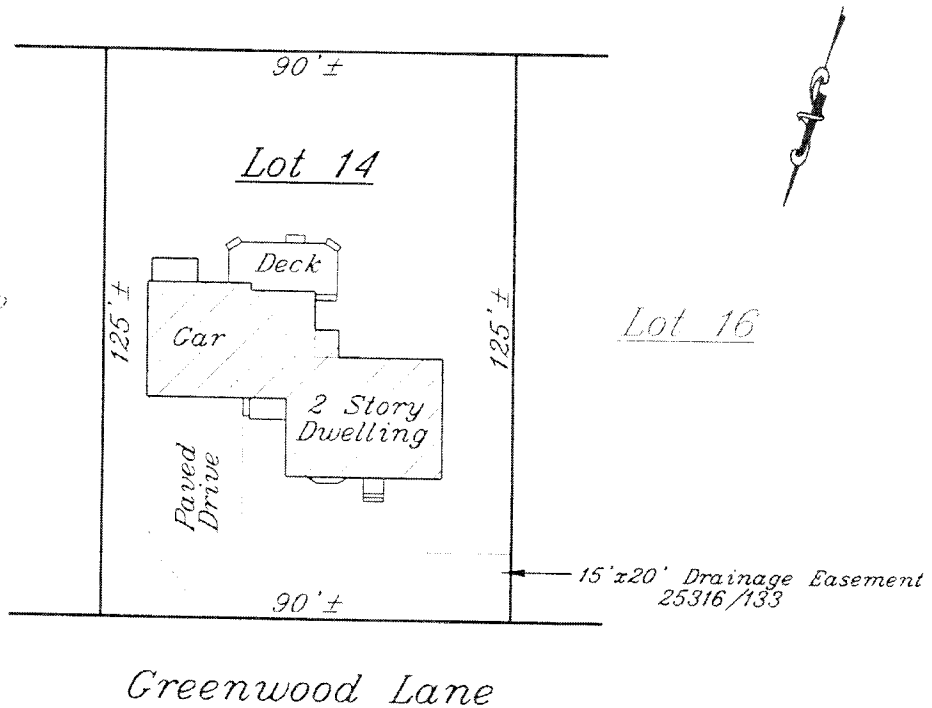 90'±
Lot 14
Deck
125'±
Gar
125'±
Lot 16
2 Story
Dwelling
Paved
Drive
15'x20' Drainage Easement
25316/133
90'±
Greenwood Lane